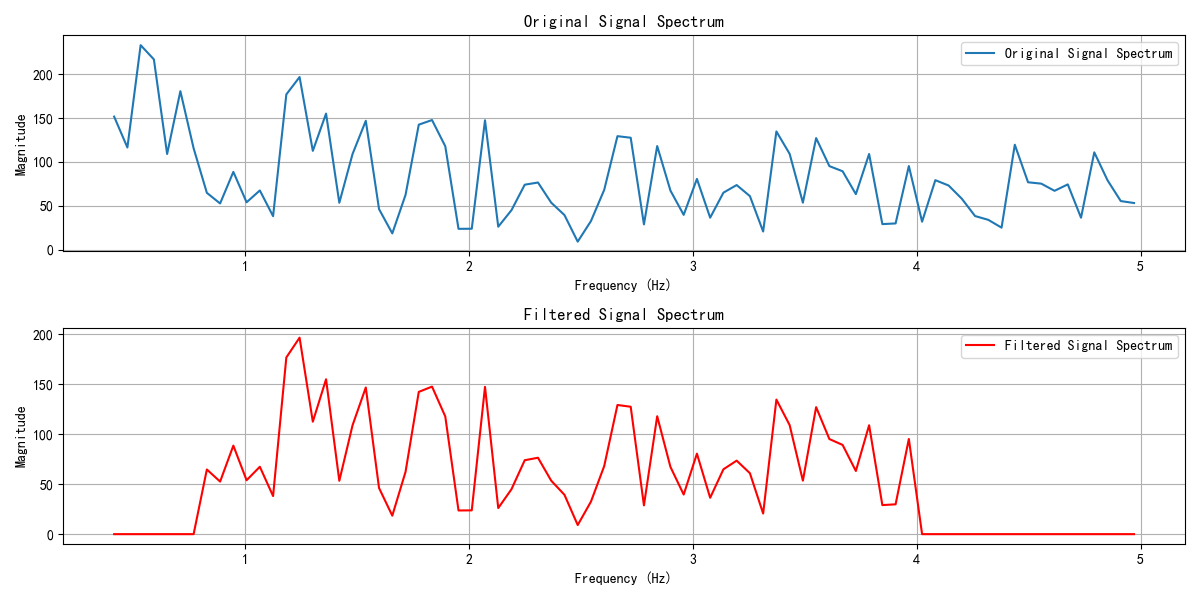 Original Signal Spectrum
Original Signal Spectrum
Magnitude
200
150
100
50
0
1
2
3
4
5
Frequency (Hz)
Filtered Signal Spectrum
Filtered Signal Spectrum
Magnitude
200
150
100
50
0
1
2
3
4
5
Frequency (Hz)